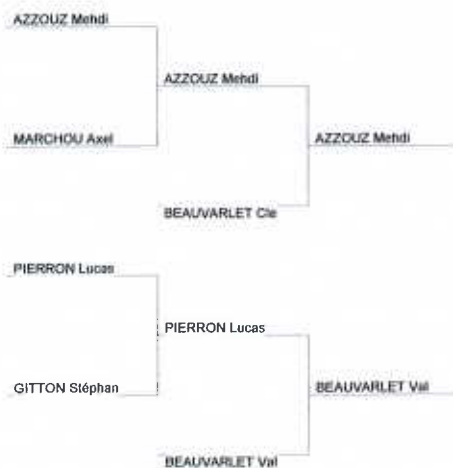 AZZOUZ Mehdi
AZZOUZ Mehdi
MARCHOU Axel
AZZOUZ Mehdi
BEAUVARLET Cle
PIERRON Lucas
PIERRON Lucas
GITTON Stéphan
BEAUVARLET Val
BEAUVARLET Val